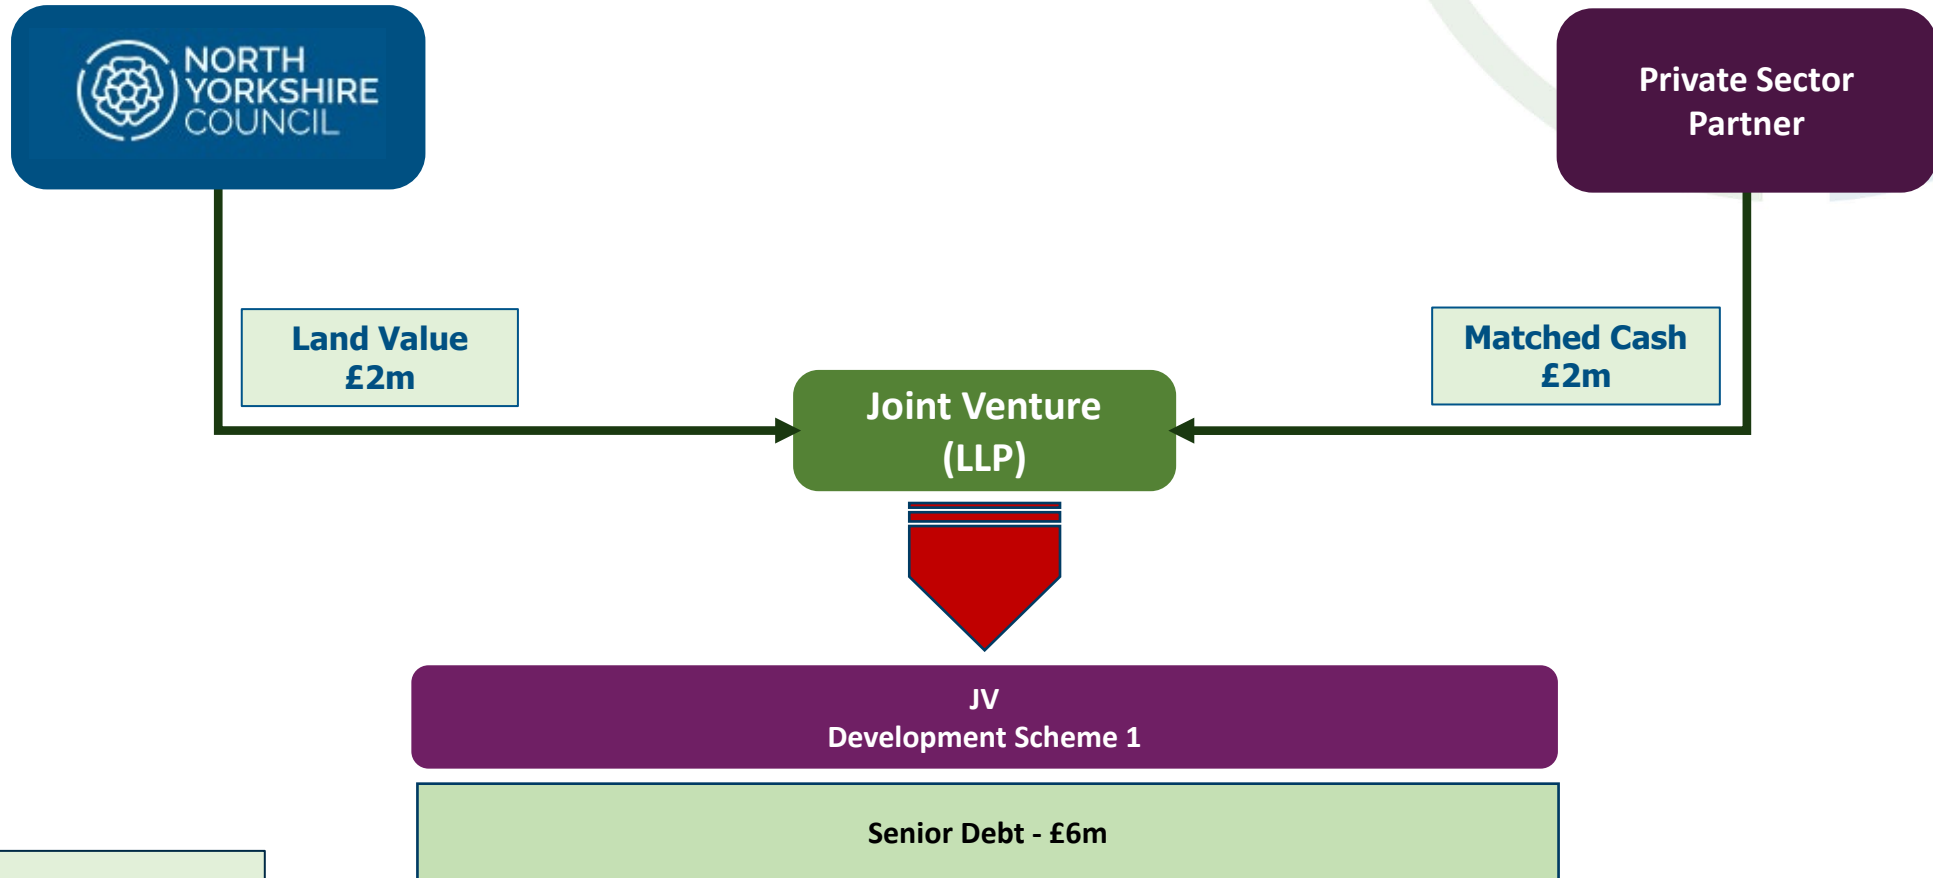 NORTH
YORKSHIRE
COUNCIL
Private Sector
Partner
Land Value
£2m
Matched Cash
£2m
Joint Venture
(LLP)
JV
Development Scheme 1
Senior Debt - £6m